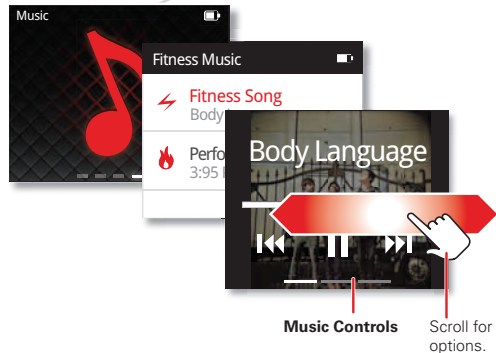 Music
Fitness Music
Fitness Song
Body
Perfo
3:95
Body Language
Music Controls
Scroll for
options.